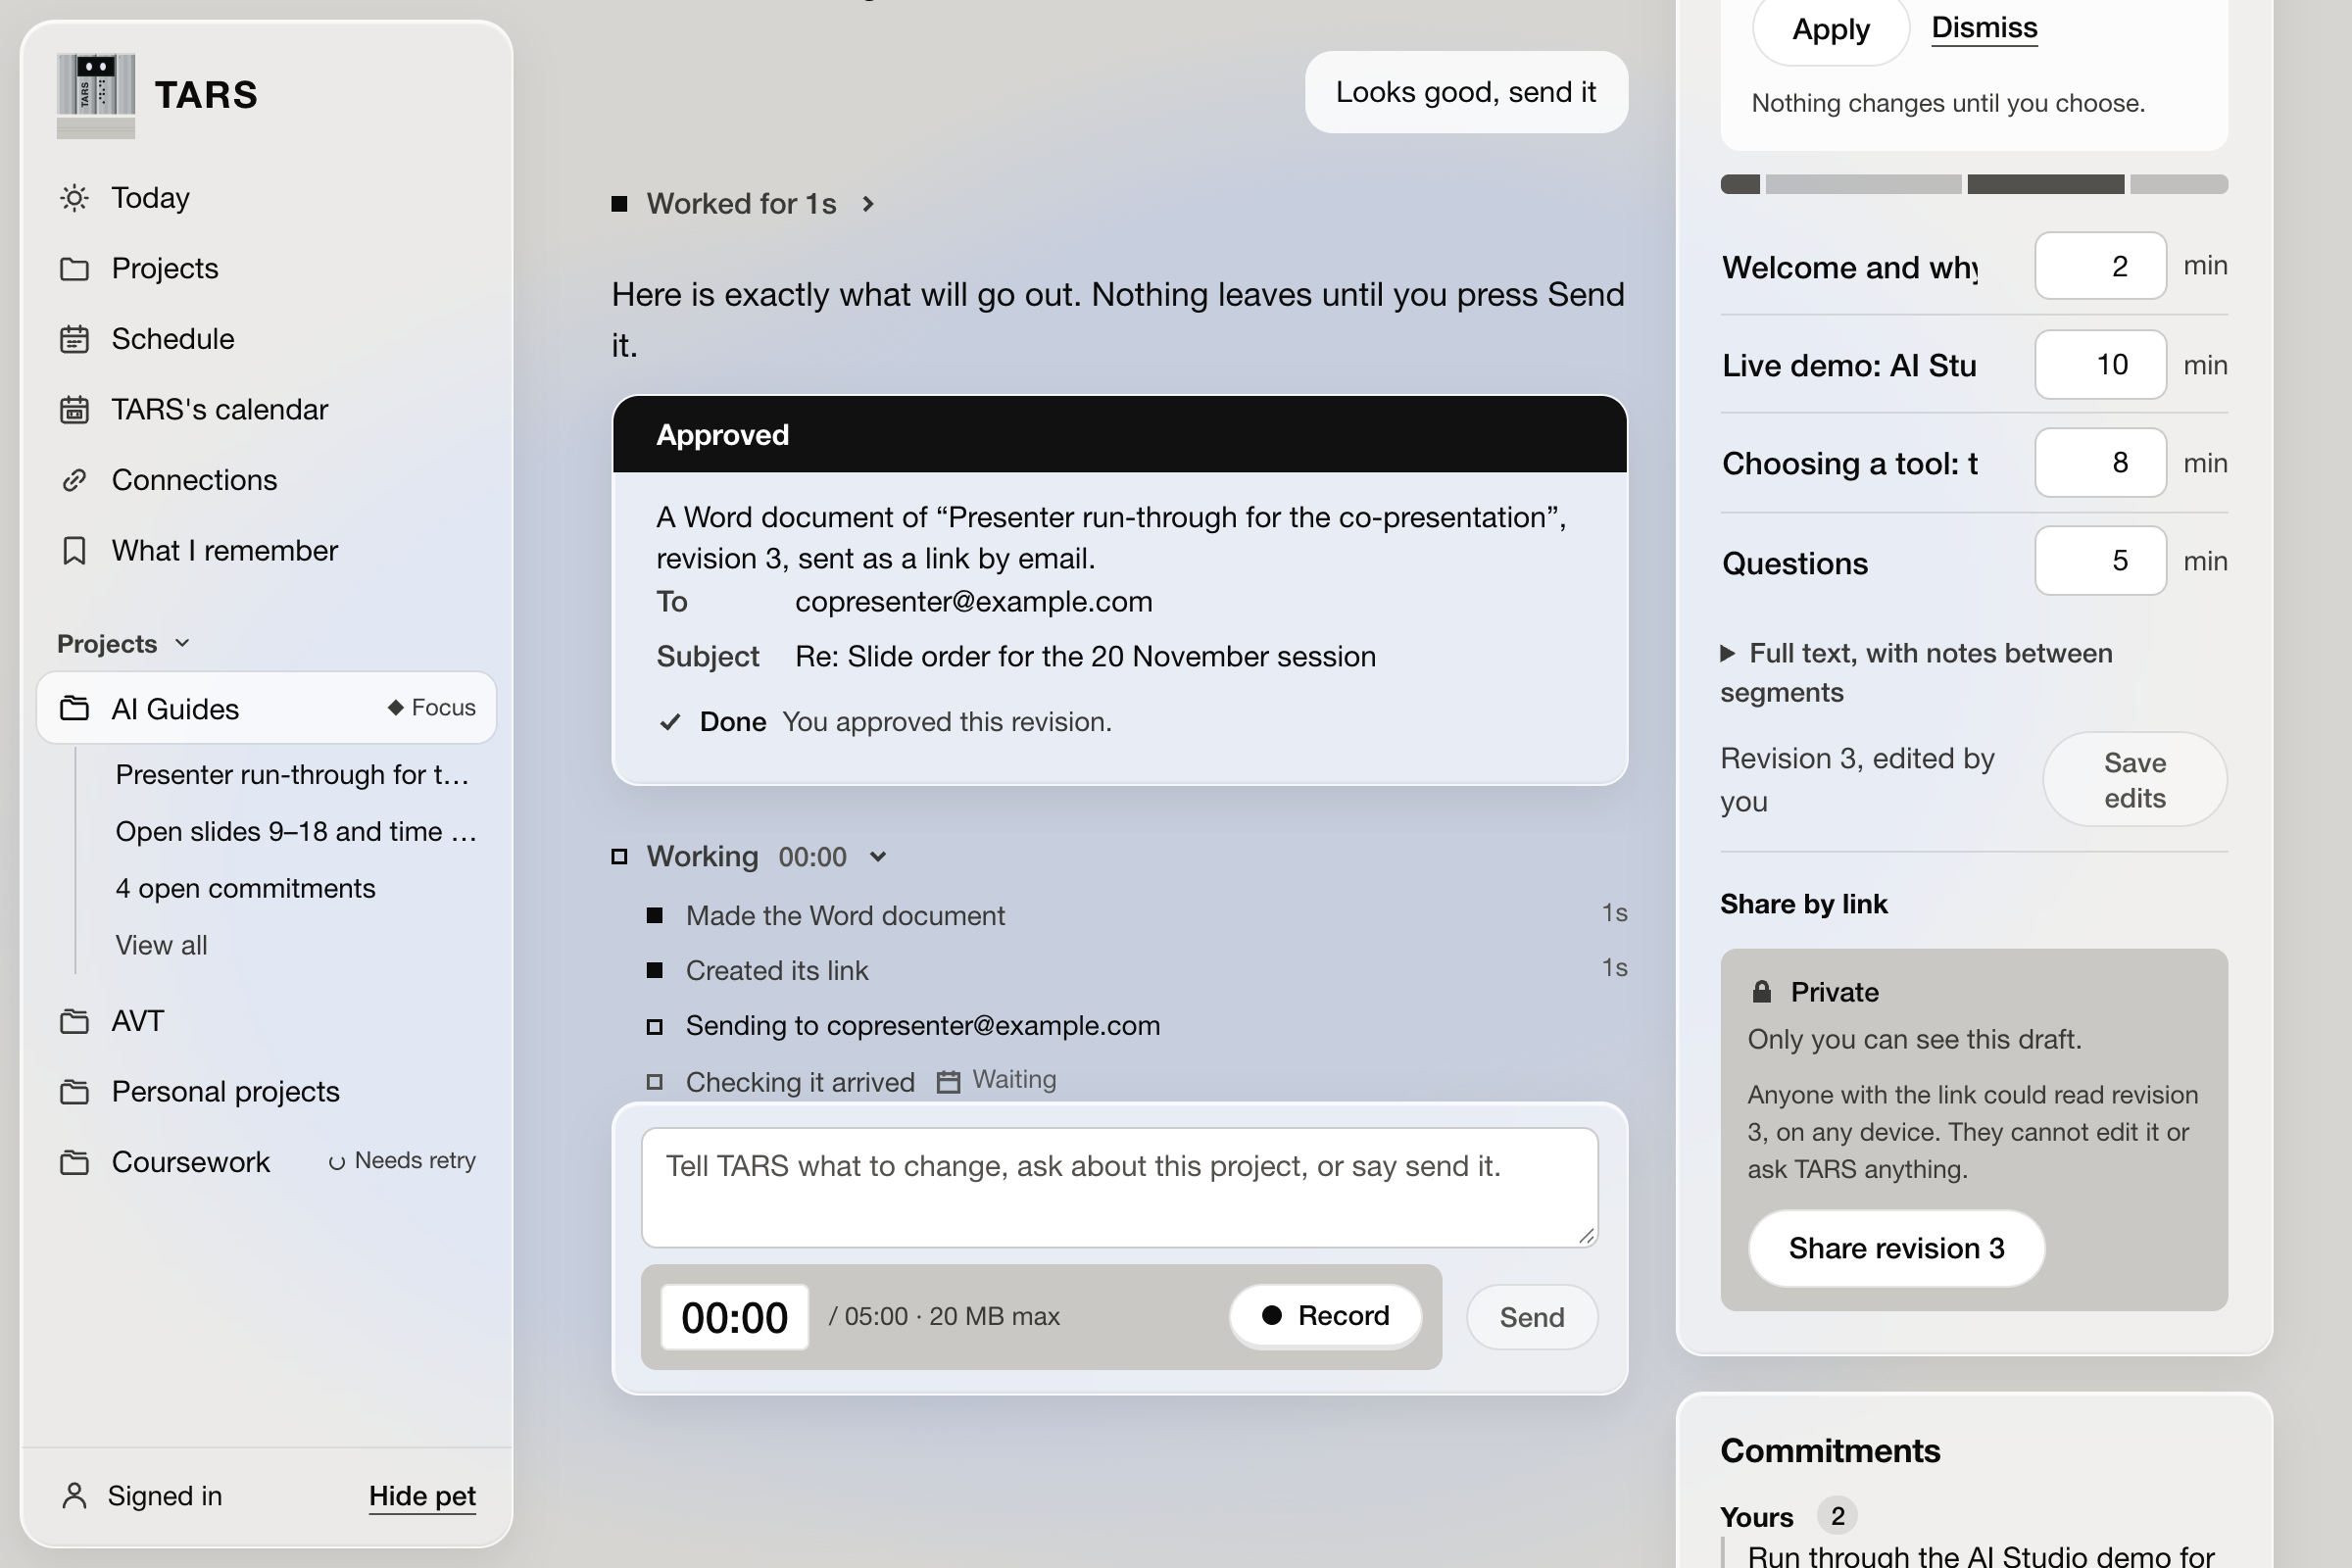 TARS
TARS
Today
Projects
Schedule
TARS's calendar
Connections
What I remember
Projects
AI Guides
Focus
Presenter run-through for t…
Open slides 9–18 and time …
4 open commitments
View all
AVT
Personal projects
Coursework
Needs retry
Signed in
Hide pet
Looks good, send it
Worked for 1s
Here is exactly what will go out. Nothing leaves until you press Send
it.
Approved
A Word document of “Presenter run-through for the co-presentation”,
revision 3, sent as a link by email.
To copresenter@example.com
Subject Re: Slide order for the 20 November session
Done You approved this revision.
Working 00:00
Made the Word document 1s
Created its link 1s
Sending to copresenter@example.com
Checking it arrived Waiting
Tell TARS what to change, ask about this project, or say send it.
00:00 / 05:00 · 20 MB max
Record
Send
Apply
Dismiss
Nothing changes until you choose.
Welcome and why 2 min
Live demo: AI Stu 10 min
Choosing a tool: t 8 min
Questions 5 min
Full text, with notes between
segments
Revision 3, edited by
you
Save
edits
Share by link
Private
Only you can see this draft.
Anyone with the link could read revision
3, on any device. They cannot edit it or
ask TARS anything.
Share revision 3
Commitments
Yours 2
Run through the AI Studio demo for